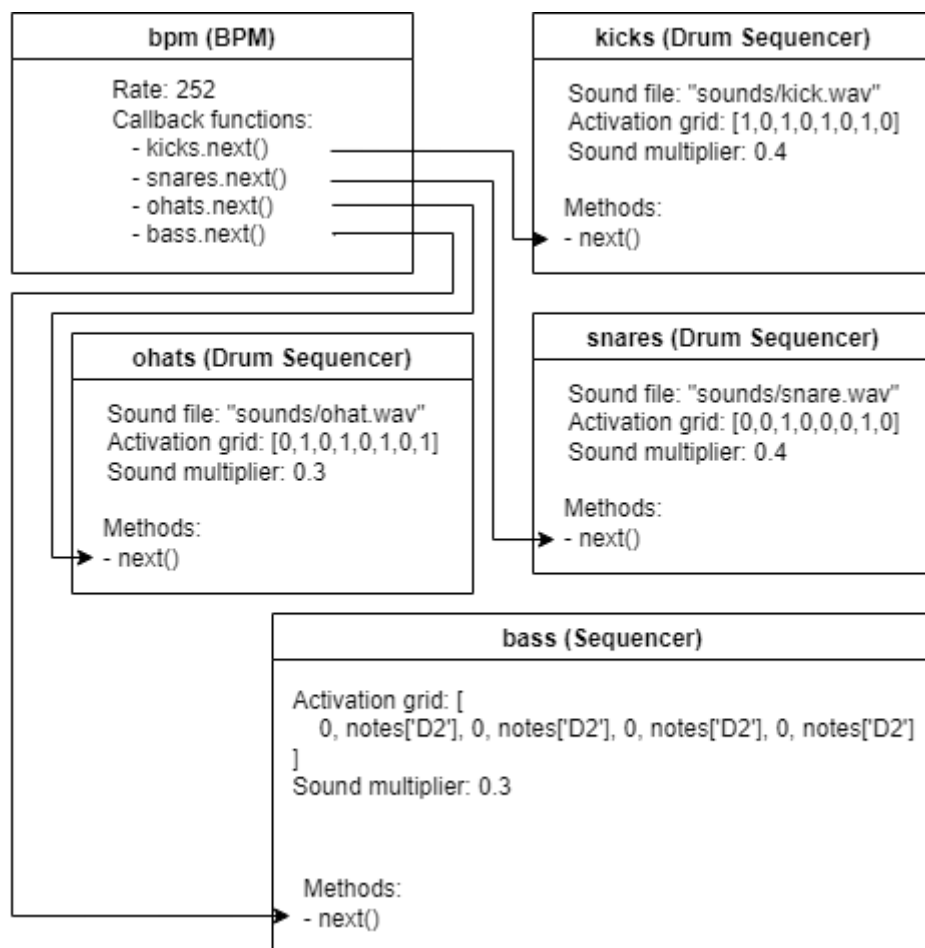 bpm (BPM)
Rate: 252
Callback functions:
- kicks.next()
- snares.next()
- ohats.next()
- bass.next()
kicks (Drum Sequencer)
Sound file: "sounds/kick.wav"
Activation grid: [1,0,1,0,1,0,1,0]
Sound multiplier: 0.4
Methods:
- next()
ohats (Drum Sequencer)
Sound file: "sounds/ohat.wav"
Activation grid: [0,1,0,1,0,1,0,1]
Sound multiplier: 0.3
Methods:
- next()
snares (Drum Sequencer)
Sound file: "sounds/snare.wav"
Activation grid: [0,0,1,0,0,0,1,0]
Sound multiplier: 0.4
Methods:
- next()
bass (Sequencer)
Activation grid: [
0, notes['D2'], 0, notes['D2'], 0, notes['D2'], 0, notes['D2']
]
Sound multiplier: 0.3
Methods:
- next()